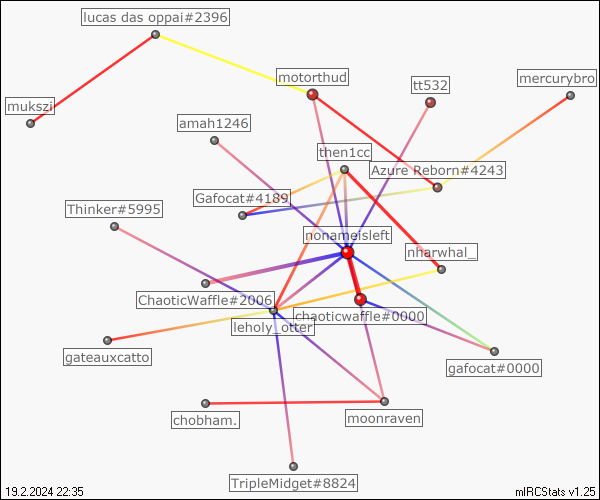 lucas das oppai#2396
motorthud
tt532
mercurybro
mukszi
amah1246
then1cc
Azure Reborn#4243
Gafocat#4189
Thinker#5995
nonameisleft
nharwhal_
ChaoticWaffle#2006
chaoticwaffle#0000
leholy_otter
gateauxcatto
gafocat#0000
chobham.
moonraven
TripleMidget#8824
19.2.2024 22:35
mIRCStats v1.25